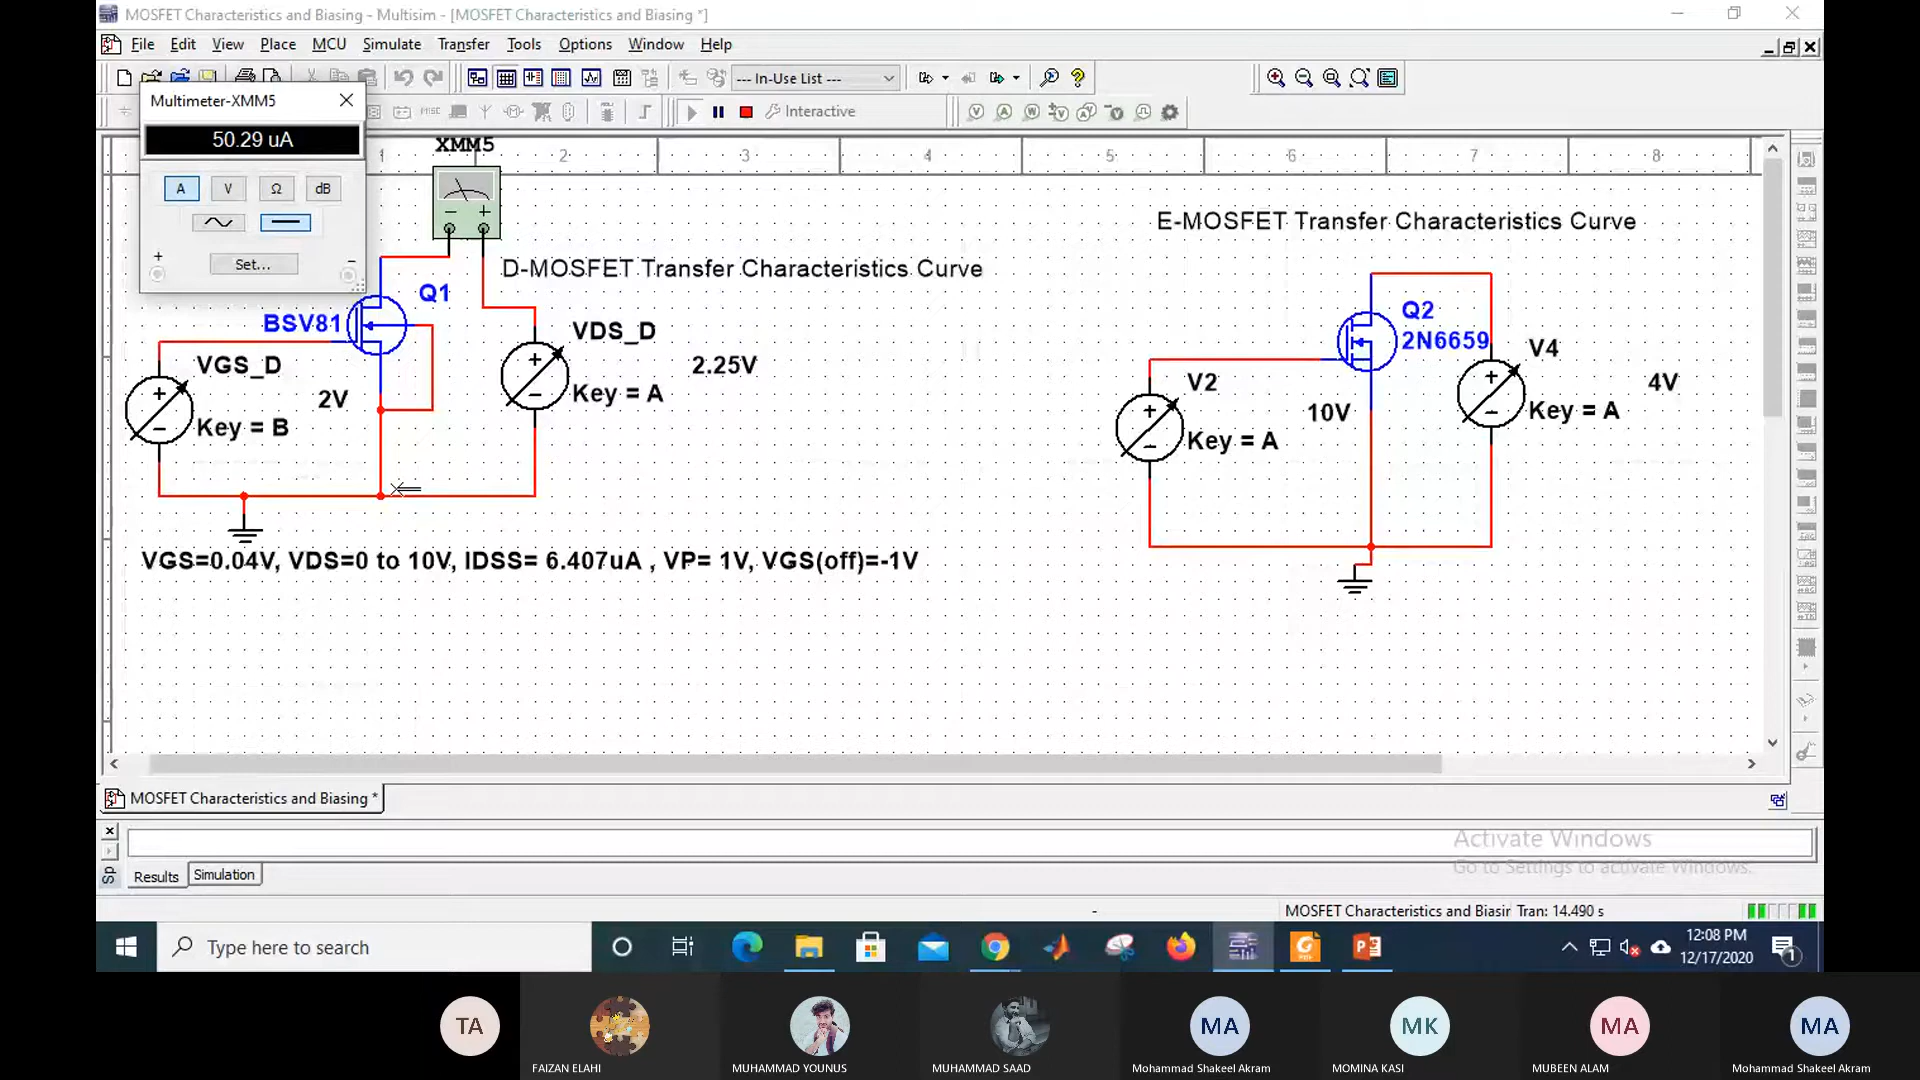 MOSFET Characteristics and Biasing - Multisim - [MOSFET Characteristics and Biasing *]
File Edit View Place MCU Simulate Transfer Tools Options Window Help
--- In-Use List ---
Interactive
Multimeter-XMM5
50.29 uA
A V Ω dB
+ −
Set...
1 2 3 4 5 6 7 8
XMM5
− +
D-MOSFET Transfer Characteristics Curve
Q1
BSV81
VGS_D
2V
Key = B
VDS_D
2.25V
Key = A
VGS=0.04V, VDS=0 to 10V, IDSS= 6.407uA , VP= 1V, VGS(off)=-1V
E-MOSFET Transfer Characteristics Curve
Q2
2N6659
V4
4V
Key = A
V2
10V
Key = A
MOSFET Characteristics and Biasing *
Activate Windows
Go to Settings to activate Windows.
Results Simulation
-
MOSFET Characteristics and Biasir Tran: 14.490 s
Type here to search
12:08 PM
12/17/2020
1
TA
FAIZAN ELAHI
MUHAMMAD YOUNUS
MUHAMMAD SAAD
MA
Mohammad Shakeel Akram
MK
MOMINA KASI
MA
MUBEEN ALAM
MA
Mohammad Shakeel Akram